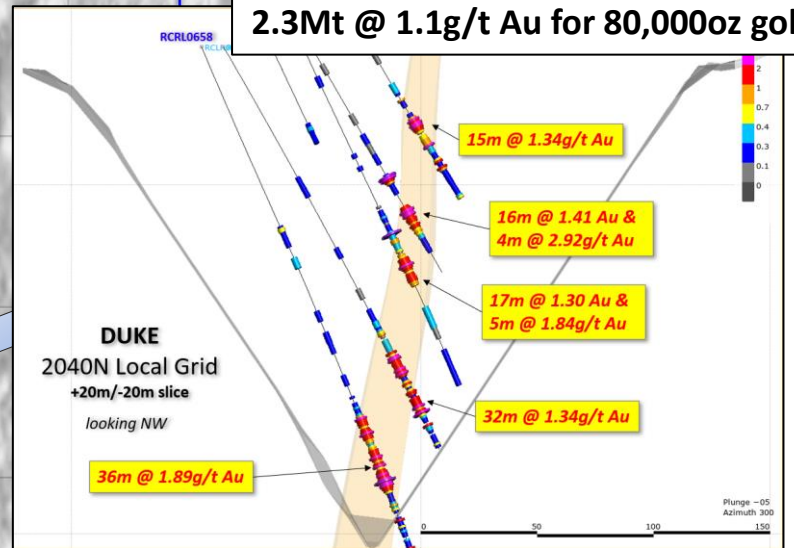 2.3Mt @ 1.1g/t Au for 80,000oz gol
RCRL0658
2
1
0.7
0.4
0.3
0.1
0
15m @ 1.34g/t Au
16m @ 1.41 Au &
4m @ 2.92g/t Au
17m @ 1.30 Au &
5m @ 1.84g/t Au
DUKE
2040N Local Grid
+20m/-20m slice
looking NW
32m @ 1.34g/t Au
36m @ 1.89g/t Au
Plunge −05
Azimuth 300
0 50 100 150